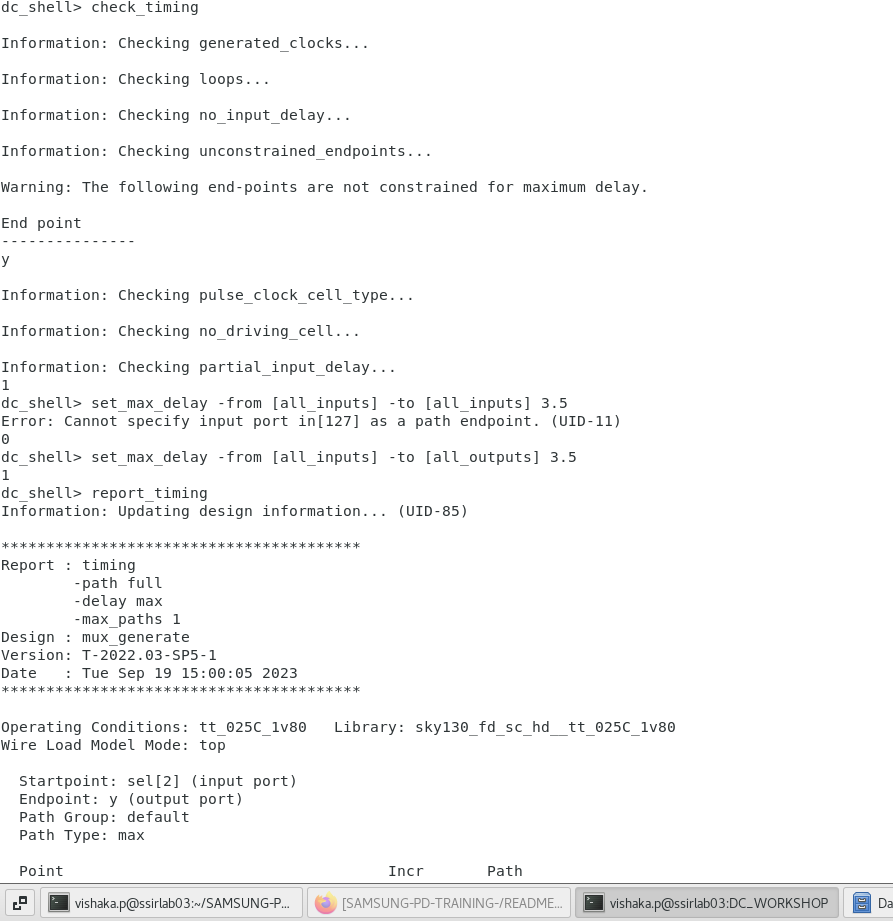 dc_shell> check_timing
Information: Checking generated_clocks...
Information: Checking loops...
Information: Checking no_input_delay...
Information: Checking unconstrained_endpoints...
Warning: The following end-points are not constrained for maximum delay.
End point
---------------
y
Information: Checking pulse_clock_cell_type...
Information: Checking no_driving_cell...
Information: Checking partial_input_delay...
1
dc_shell> set_max_delay -from [all_inputs] -to [all_inputs] 3.5
Error: Cannot specify input port in[127] as a path endpoint. (UID-11)
0
dc_shell> set_max_delay -from [all_inputs] -to [all_outputs] 3.5
1
dc_shell> report_timing
Information: Updating design information... (UID-85)
****************************************
Report : timing
        -path full
        -delay max
        -max_paths 1
Design : mux_generate
Version: T-2022.03-SP5-1
Date   : Tue Sep 19 15:00:05 2023
****************************************
Operating Conditions: tt_025C_1v80   Library: sky130_fd_sc_hd__tt_025C_1v80
Wire Load Model Mode: top
  Startpoint: sel[2] (input port)
  Endpoint: y (output port)
  Path Group: default
  Path Type: max
  Point                                    Incr       Path
vishaka.p@ssirlab03:~/SAMSUNG-P... [SAMSUNG-PD-TRAINING-/README... vishaka.p@ssirlab03:DC_WORKSHOP Da